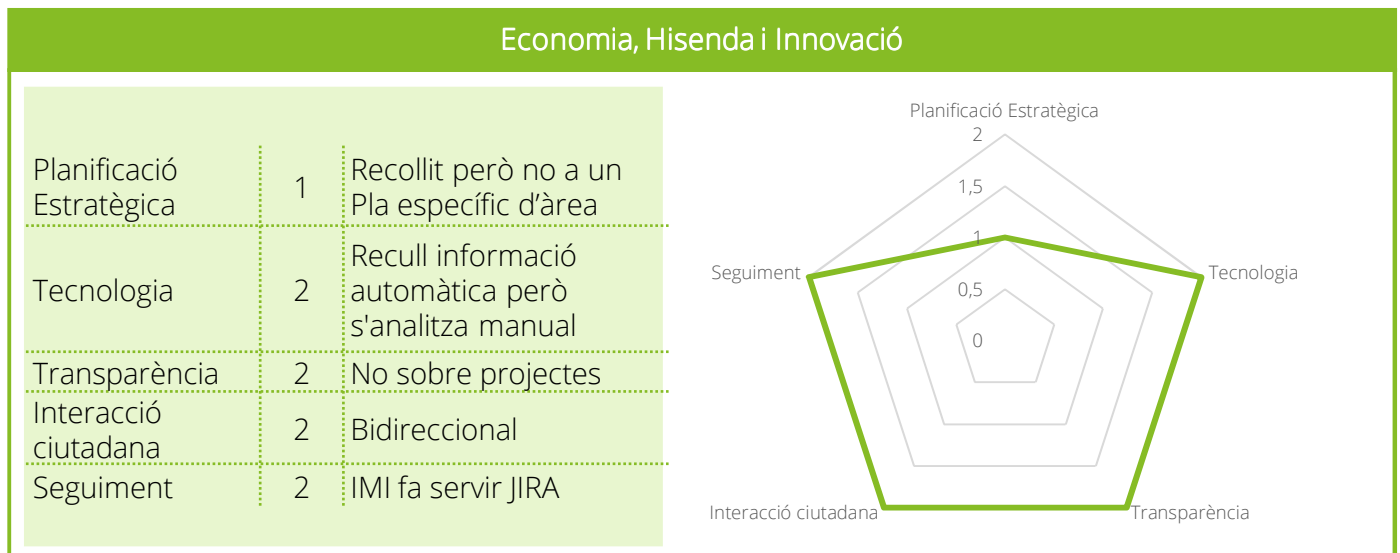 Economia, Hisenda i Innovació
Planificació
Estratègica
1
Recollit però no a un
Pla específic d’àrea
Tecnologia
2
Recull informació
automàtica però
s'analitza manual
Transparència
2
No sobre projectes
Interacció
ciutadana
2
Bidireccional
Seguiment
2
IMI fa servir JIRA
Planificació Estratègica
2
1,5
1
0,5
0
Seguiment
Tecnologia
Interacció ciutadana
Transparència